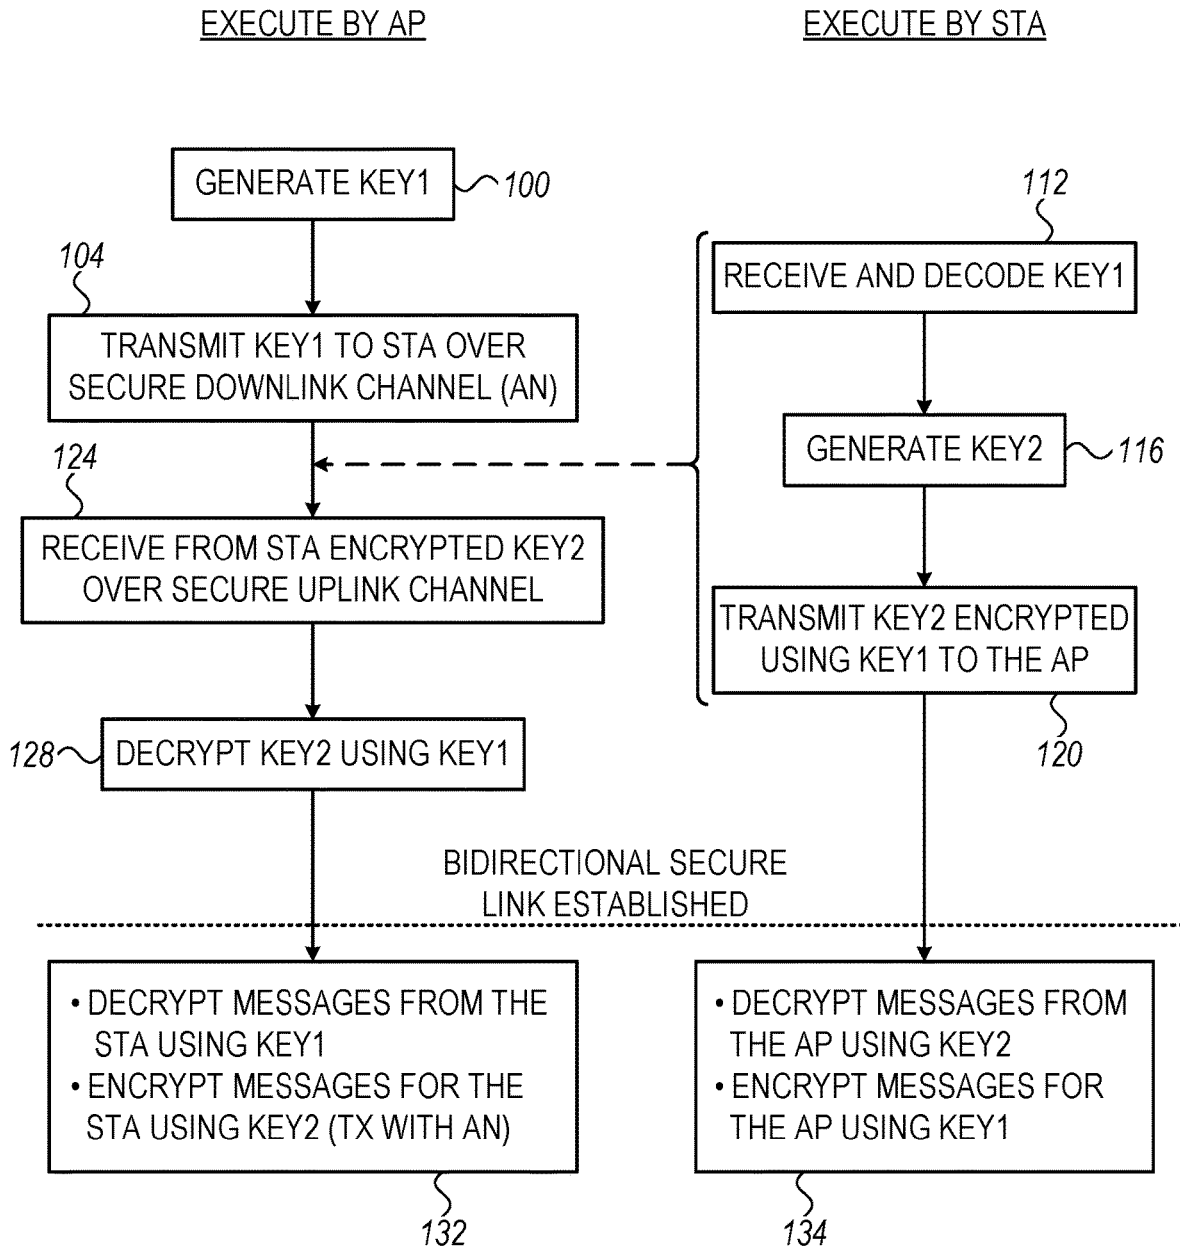 EXECUTE BY AP
EXECUTE BY STA
GENERATE KEY1
100
104
TRANSMIT KEY1 TO STA OVER
SECURE DOWNLINK CHANNEL (AN)
124
RECEIVE FROM STA ENCRYPTED KEY2
OVER SECURE UPLINK CHANNEL
128
DECRYPT KEY2 USING KEY1
112
RECEIVE AND DECODE KEY1
GENERATE KEY2
116
TRANSMIT KEY2 ENCRYPTED
USING KEY1 TO THE AP
120
BIDIRECTIONAL SECURE
LINK ESTABLISHED
• DECRYPT MESSAGES FROM THE
STA USING KEY1
• ENCRYPT MESSAGES FOR THE
STA USING KEY2 (TX WITH AN)
132
• DECRYPT MESSAGES FROM
THE AP USING KEY2
• ENCRYPT MESSAGES FOR
THE AP USING KEY1
134